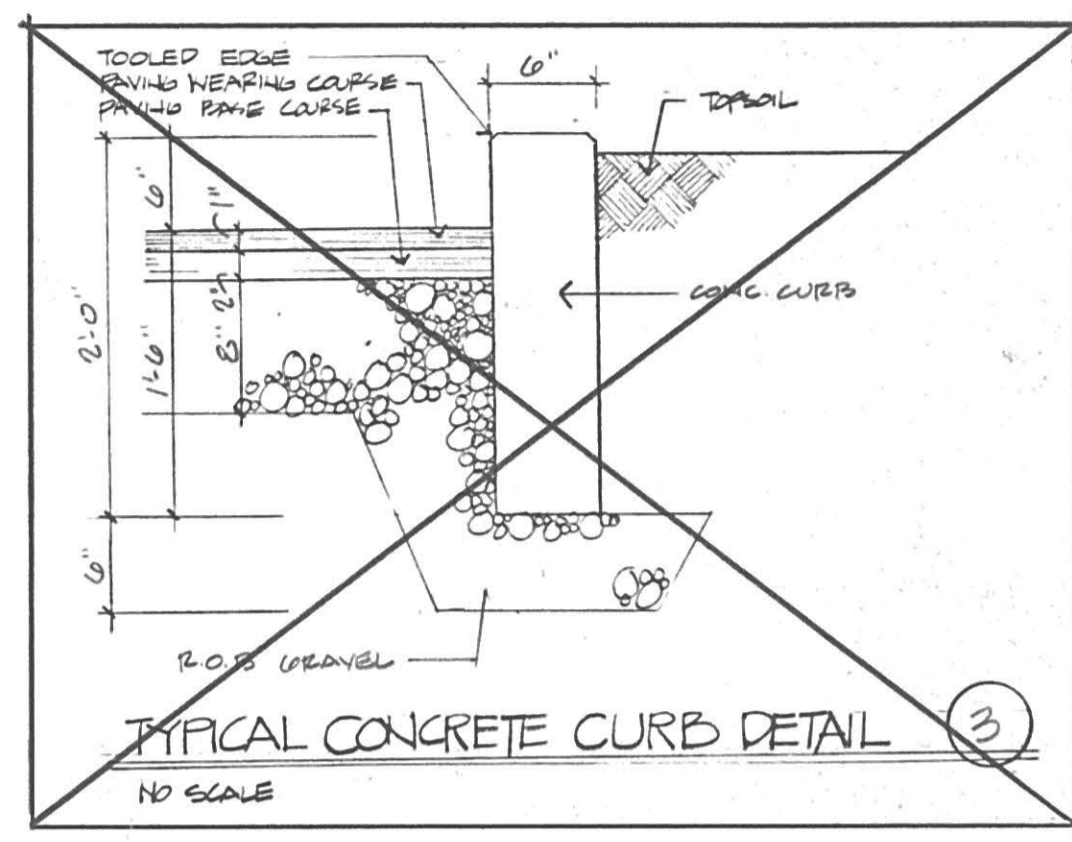 TOOLED EDGE
PAVING WEARING COURSE
PAVING BASE COURSE
6"
TOPSOIL
6"
1"
2"
8"
2'-0"
1'-6"
CONC. CURB
6"
R.O.B GRAVEL
TYPICAL CONCRETE CURB DETAIL
3
NO SCALE